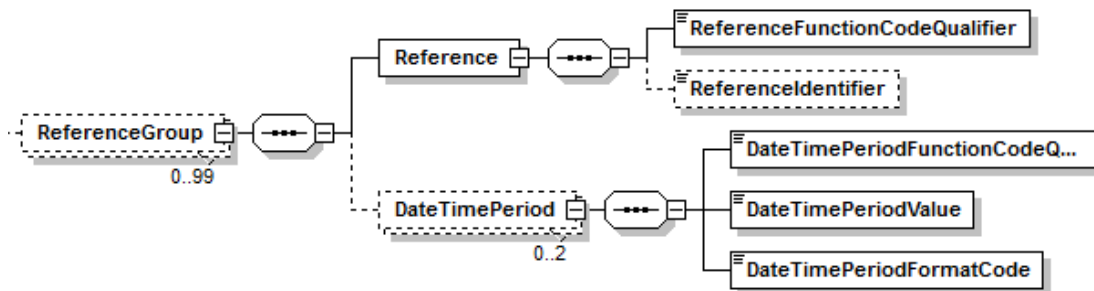 ReferenceFunctionCodeQualifier
Reference
ReferenceIdentifier
ReferenceGroup
0..99
DateTimePeriodFunctionCodeQ...
DateTimePeriod
DateTimePeriodValue
0..2
DateTimePeriodFormatCode